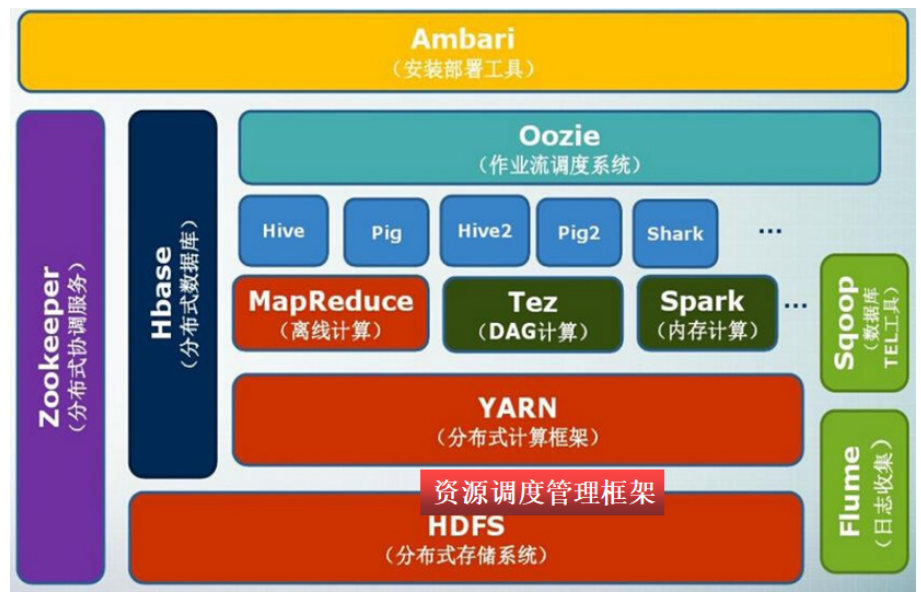 Ambari
（安装部署工具）
Zookeeper
（分布式协调服务）
Hbase
（分布式数据库）
Oozie
（作业流调度系统）
Hive
Pig
Hive2
Pig2
Shark
...
MapReduce
（离线计算）
Tez
（DAG计算）
Spark
（内存计算）
...
YARN
（分布式计算框架）
资源调度管理框架
HDFS
（分布式存储系统）
Sqoop
（数据库
TEL工具）
Flume
（日志收集）